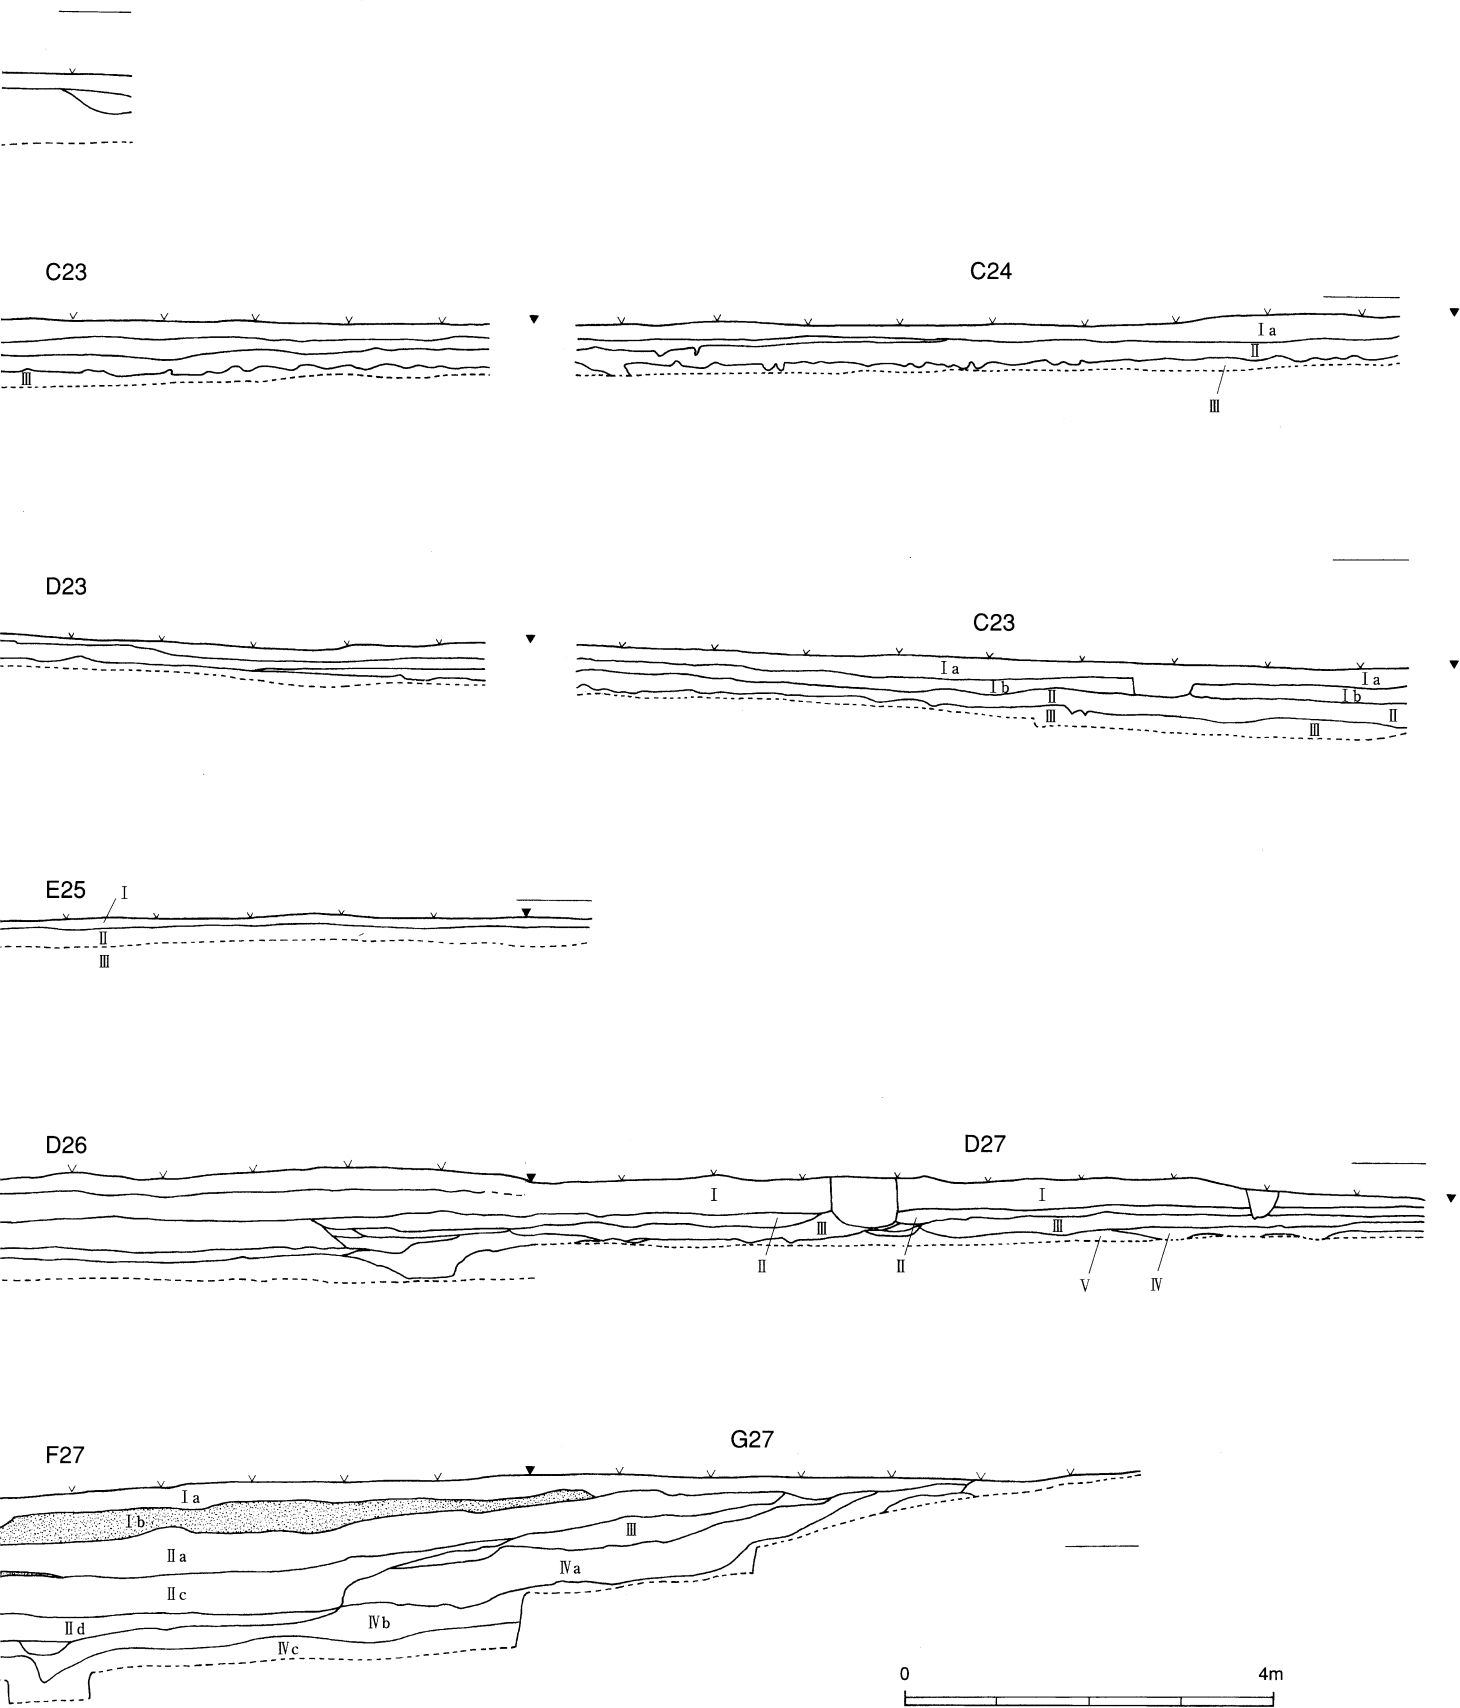 C23
C24
Ⅰa
Ⅱ
Ⅲ
Ⅲ
D23
C23
Ⅰa
Ⅰa
Ⅰb
Ⅰb
Ⅱ
Ⅲ
Ⅱ
Ⅲ
E25
Ⅰ
Ⅱ
Ⅲ
D26
D27
Ⅰ
Ⅰ
Ⅲ
Ⅲ
Ⅱ
Ⅱ
Ⅴ
Ⅳ
F27
G27
Ⅰa
Ⅰb
Ⅲ
Ⅱa
Ⅳa
Ⅱc
Ⅱd
Ⅳb
Ⅳc
0 4m